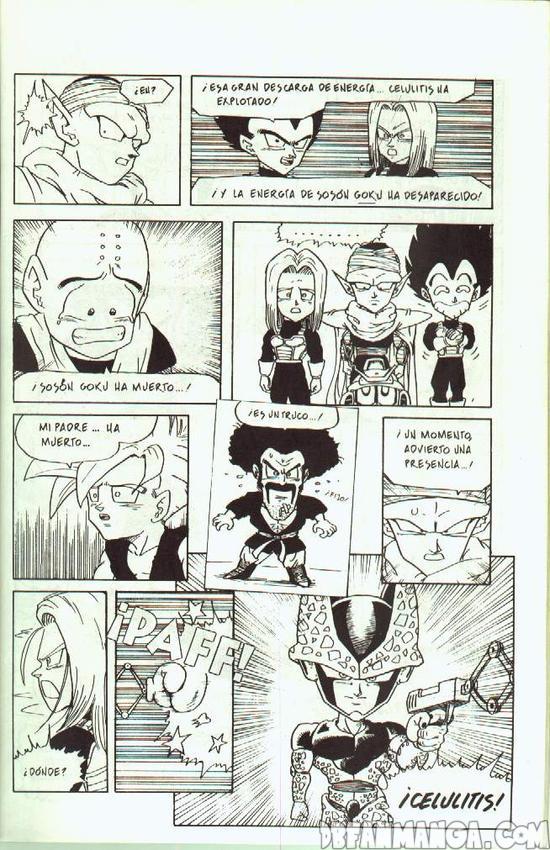 ¿EH?
¡ESA GRAN DESCARGA DE ENERGÍA... CELULITIS HA
EXPLOTADO!
¡Y LA ENERGÍA DE SOSÓN GOKU HA DESAPARECIDO!
¡SOSÓN GOKU HA MUERTO...!
MI PADRE ... HA
MUERTO...
¡ES UN TRUCO...!
¡UN MOMENTO,
ADVIERTO UNA
PRESENCIA...!
¿DÓNDE?
¡PAFF!
¡CELULITIS!
DBFANMANGA.COM